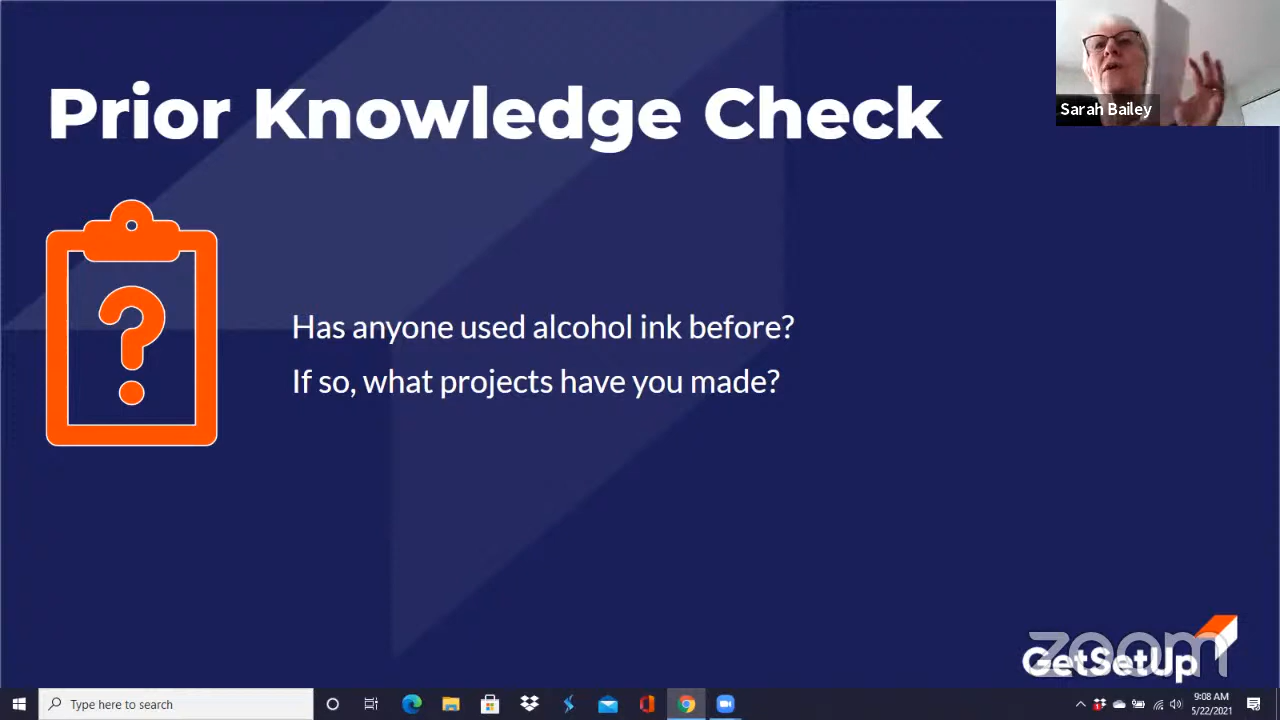 Prior Knowledge Check
Sarah Bailey
?
Has anyone used alcohol ink before?
If so, what projects have you made?
zoom
GetSetUp
Type here to search
9:08 AM
5/22/2021